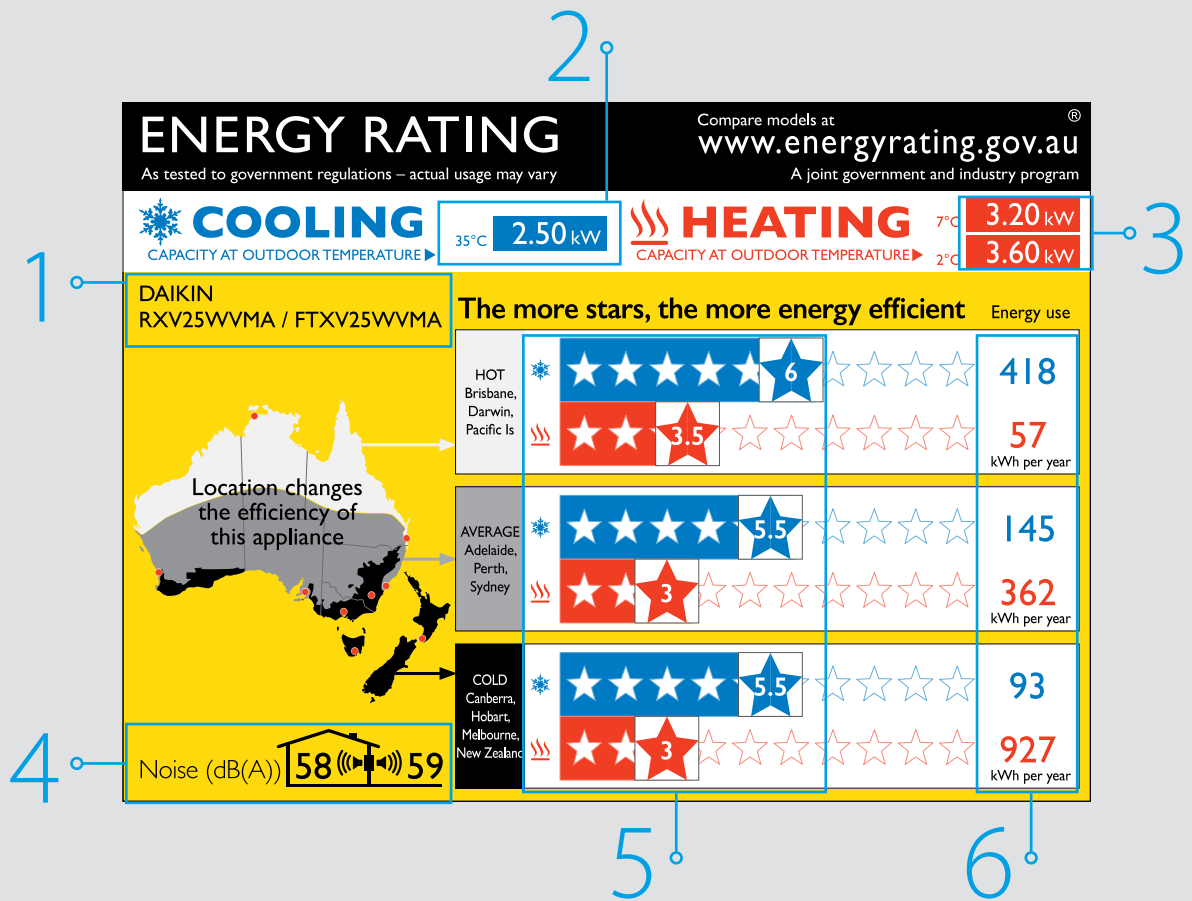 2
ENERGY RATING
As tested to government regulations – actual usage may vary
Compare models at
®
www.energyrating.gov.au
A joint government and industry program
COOLING
CAPACITY AT OUTDOOR TEMPERATURE
35°C 2.50 kW
HEATING
CAPACITY AT OUTDOOR TEMPERATURE
7°C 3.20 kW
2°C 3.60 kW
3
1
DAIKIN
RXV25WVMA / FTXV25WVMA
The more stars, the more energy efficient
Energy use
Location changes
the efficiency of
this appliance
HOT
Brisbane,
Darwin,
Pacific Is
6
418
3.5
57
kWh per year
AVERAGE
Adelaide,
Perth,
Sydney
5.5
145
3
362
kWh per year
COLD
Canberra,
Hobart,
Melbourne,
New Zealand
5.5
93
3
927
kWh per year
4
Noise (dB(A)) 58 59
5
6